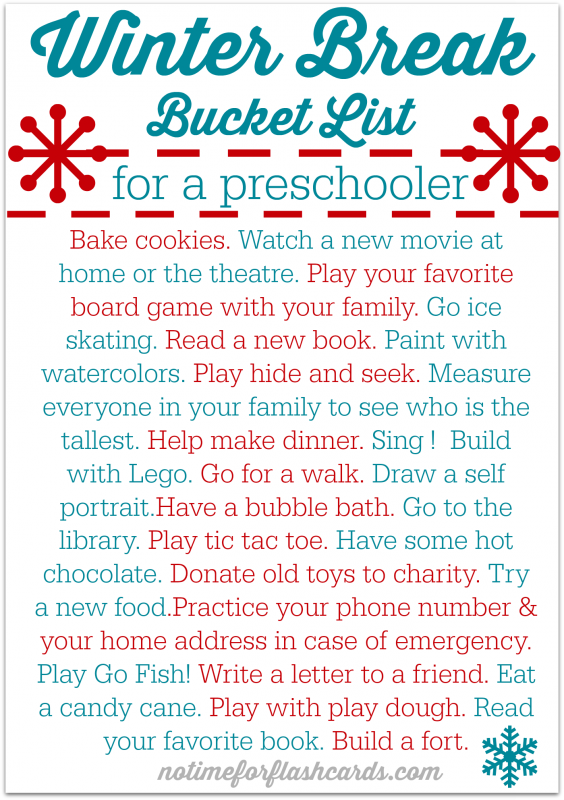 Winter Break
Bucket List
for a preschooler
Bake cookies. Watch a new movie at
home or the theatre. Play your favorite
board game with your family. Go ice
skating. Read a new book. Paint with
watercolors. Play hide and seek. Measure
everyone in your family to see who is the
tallest. Help make dinner. Sing ! Build
with Lego. Go for a walk. Draw a self
portrait.Have a bubble bath. Go to the
library. Play tic tac toe. Have some hot
chocolate. Donate old toys to charity. Try
a new food.Practice your phone number &
your home address in case of emergency.
Play Go Fish! Write a letter to a friend. Eat
a candy cane. Play with play dough. Read
your favorite book. Build a fort.
notimeforflashcards.com